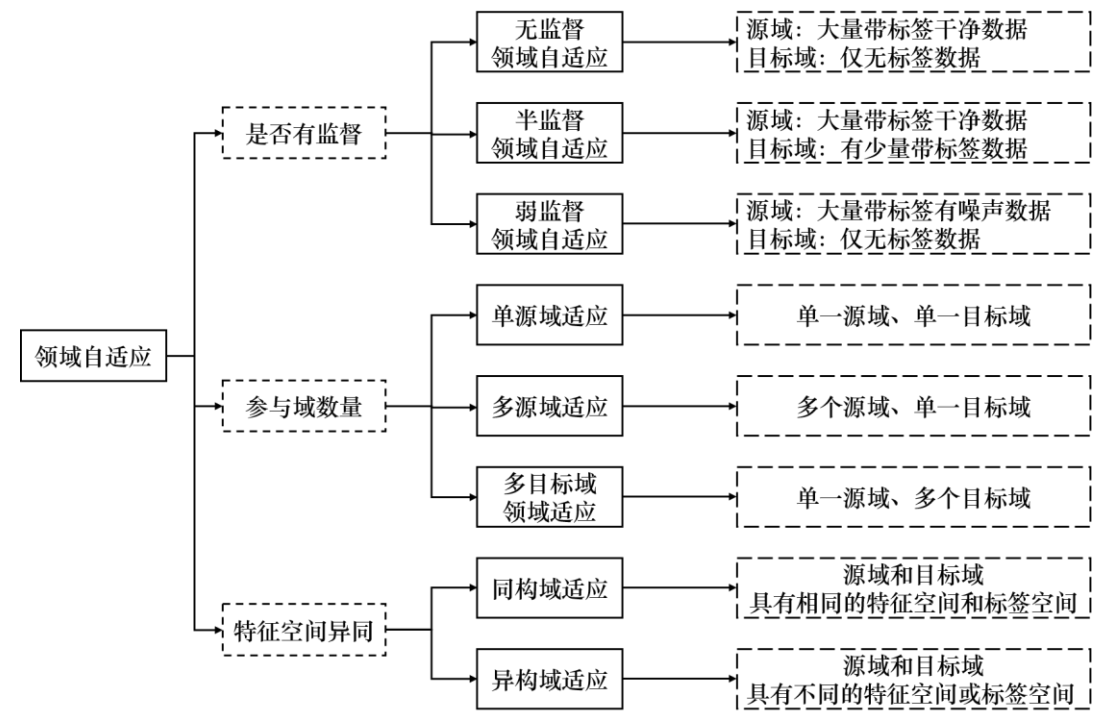 无监督
领域自适应
源域：大量带标签干净数据
目标域：仅无标签数据
是否有监督
半监督
领域自适应
源域：大量带标签干净数据
目标域：有少量带标签数据
弱监督
领域自适应
源域：大量带标签有噪声数据
目标域：仅无标签数据
领域自适应
参与域数量
单源域适应
单一源域、单一目标域
多源域适应
多个源域、单一目标域
多目标域
领域适应
单一源域、多个目标域
特征空间异同
同构域适应
源域和目标域
具有相同的特征空间和标签空间
异构域适应
源域和目标域
具有不同的特征空间或标签空间